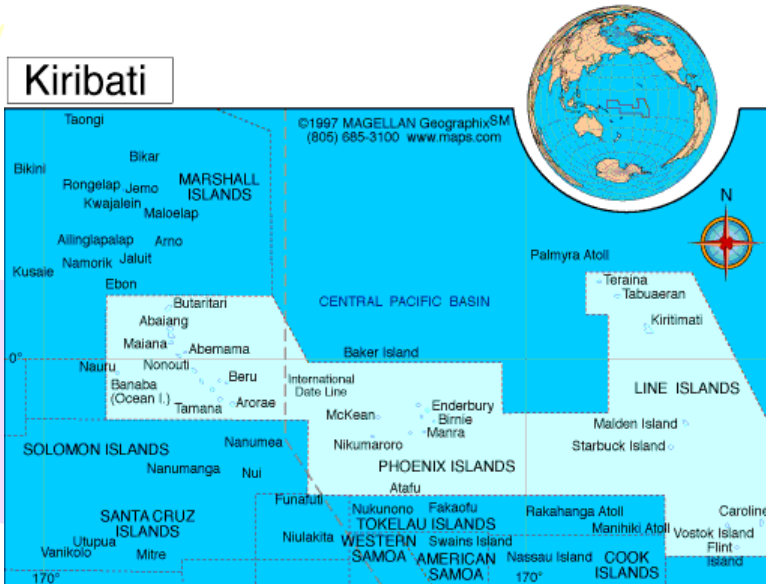 Kiribati
©1997 MAGELLAN Geographix℠
(805) 685-3100 www.maps.com
N
Taongi
Bikini
Bikar
Rongelap
Jemo
Kwajalein
Maloelap
MARSHALL
ISLANDS
Ailinglapalap
Arno
Namorik
Jaluit
Kusaie
Ebon
Palmyra Atoll
Teraina
Tabuaeran
Kiritimati
CENTRAL PACIFIC BASIN
Butaritari
Abaiang
Maiana
Abemama
0°
Nauru
Nonouti
Baker Island
Banaba
(Ocean I.)
Beru
Tamana
Arorae
International
Date Line
LINE ISLANDS
McKean
Enderbury
Birnie
Manra
Nikumaroro
Malden Island
Starbuck Island
PHOENIX ISLANDS
SOLOMON ISLANDS
Nanumea
Nanumanga
Nui
Atafu
Funafuti
Nukunono
Fakaofu
Rakahanga Atoll
Caroline
SANTA CRUZ
ISLANDS
TOKELAU ISLANDS
Manihiki Atoll
Vostok Island
Utupua
Vanikolo
Mitre
Niulakita
WESTERN
SAMOA
Swains Island
AMERICAN
SAMOA
Nassau Island
COOK
ISLANDS
Flint
Island
170°
170°